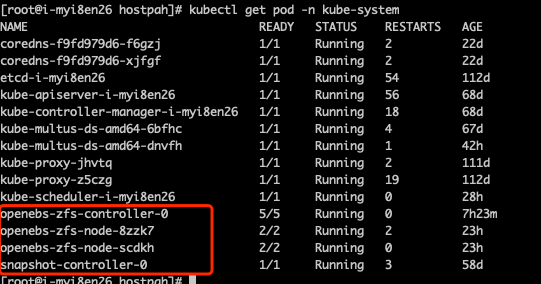 [root@i-myi8en26 hostpah]# kubectl get pod -n kube-system
NAME READY STATUS RESTARTS AGE
coredns-f9fd979d6-f6gzj 1/1 Running 2 22d
coredns-f9fd979d6-xjfgf 1/1 Running 2 22d
etcd-i-myi8en26 1/1 Running 54 112d
kube-apiserver-i-myi8en26 1/1 Running 56 68d
kube-controller-manager-i-myi8en26 1/1 Running 18 68d
kube-multus-ds-amd64-6bfhc 1/1 Running 4 67d
kube-multus-ds-amd64-dnvfh 1/1 Running 1 42h
kube-proxy-jhvtq 1/1 Running 2 111d
kube-proxy-z5czg 1/1 Running 19 112d
kube-scheduler-i-myi8en26 1/1 Running 0 28h
openebs-zfs-controller-0 5/5 Running 0 7h23m
openebs-zfs-node-8zzk7 2/2 Running 2 23h
openebs-zfs-node-scdkh 2/2 Running 0 23h
snapshot-controller-0 1/1 Running 3 58d
[root@i-myi8en26 hostpah]#